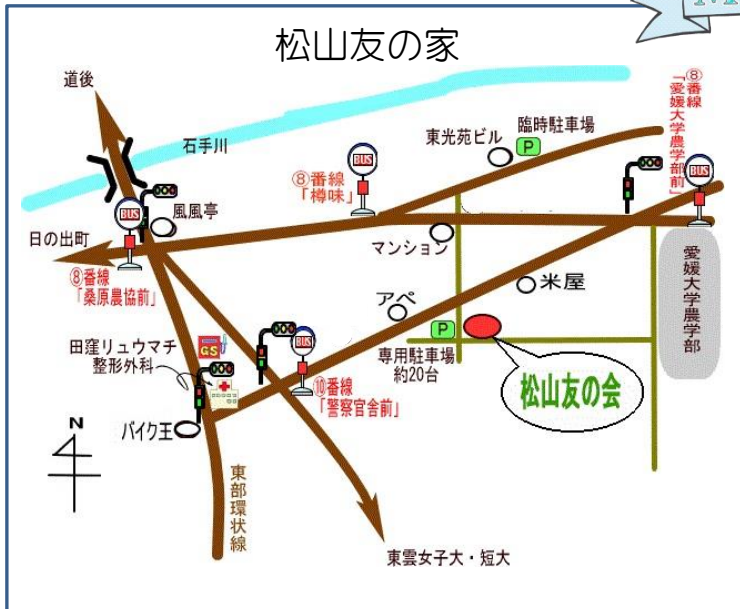 松山友の家
道後
石手川
東光苑ビル
臨時駐車場
P
⑧番線
「愛媛大学農学部前」
BUS
BUS
⑧番線
「樽味」
BUS
風風亭
日の出町
⑧番線
「桑原農協前」
マンション
愛媛大学農学部
米屋
アペ
P
専用駐車場
約20台
松山友の会
GS
BUS
田窪リュウマチ
整形外科
⑩番線
「警察官舎前」
バイク王
N
東部環状線
東雲女子大・短大